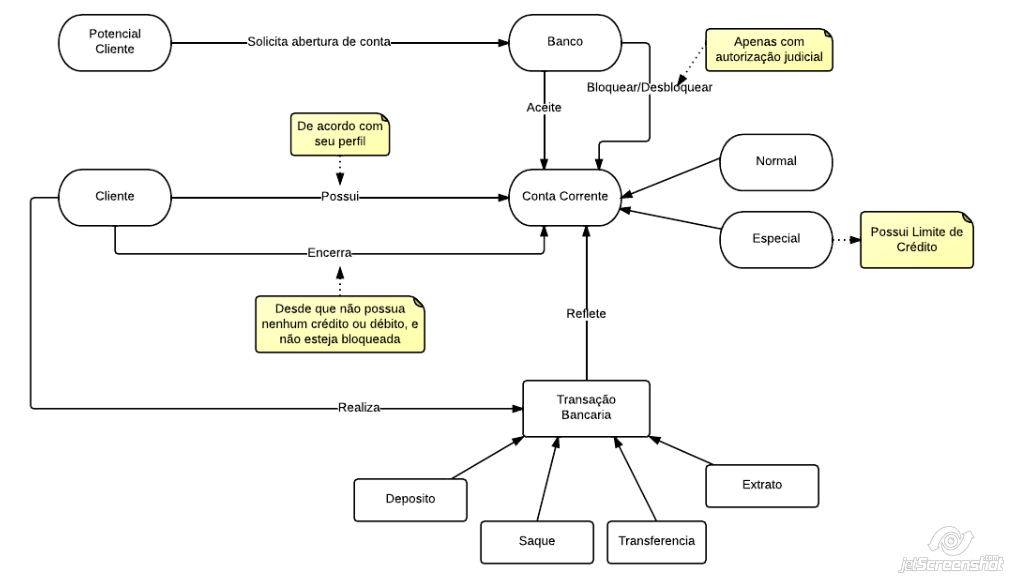 Potencial
Cliente
Solicita abertura de conta
Banco
Apenas com
autorização judicial
Bloquear/Desbloquear
Aceite
De acordo com
seu perfil
Normal
Cliente
Possui
Conta Corrente
Especial
Possui Limite de
Crédito
Encerra
Desde que não possua
nenhum crédito ou débito, e
não esteja bloqueada
Reflete
Transação
Bancaria
Realiza
Deposito
Extrato
Saque
Transferencia
jetScreenshot
.com